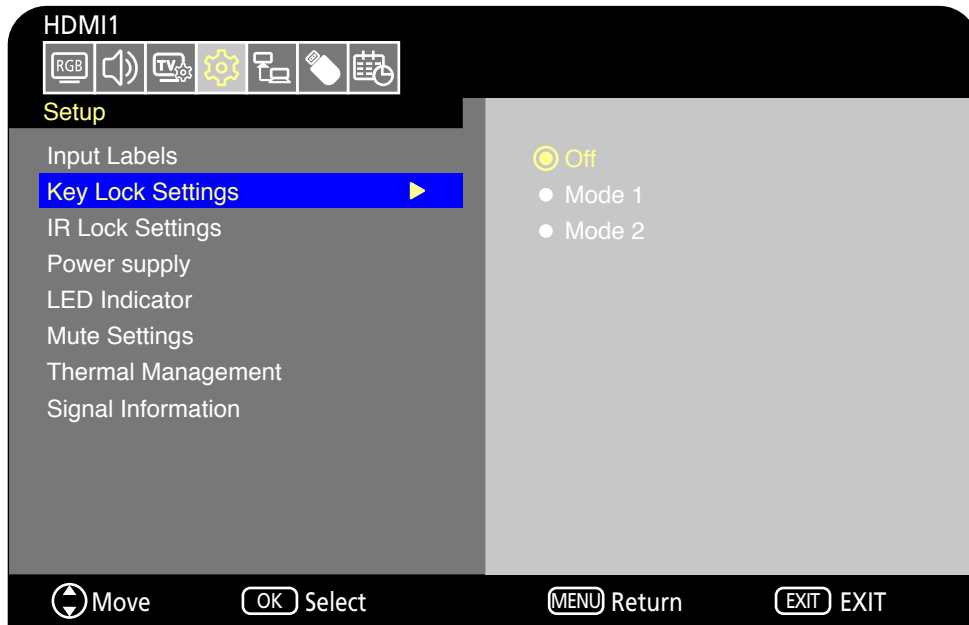 HDMI1
RGB TV
Setup
Input Labels
Key Lock Settings
IR Lock Settings
Power supply
LED Indicator
Mute Settings
Thermal Management
Signal Information
Off
Mode 1
Mode 2
Move OK Select MENU Return EXIT EXIT